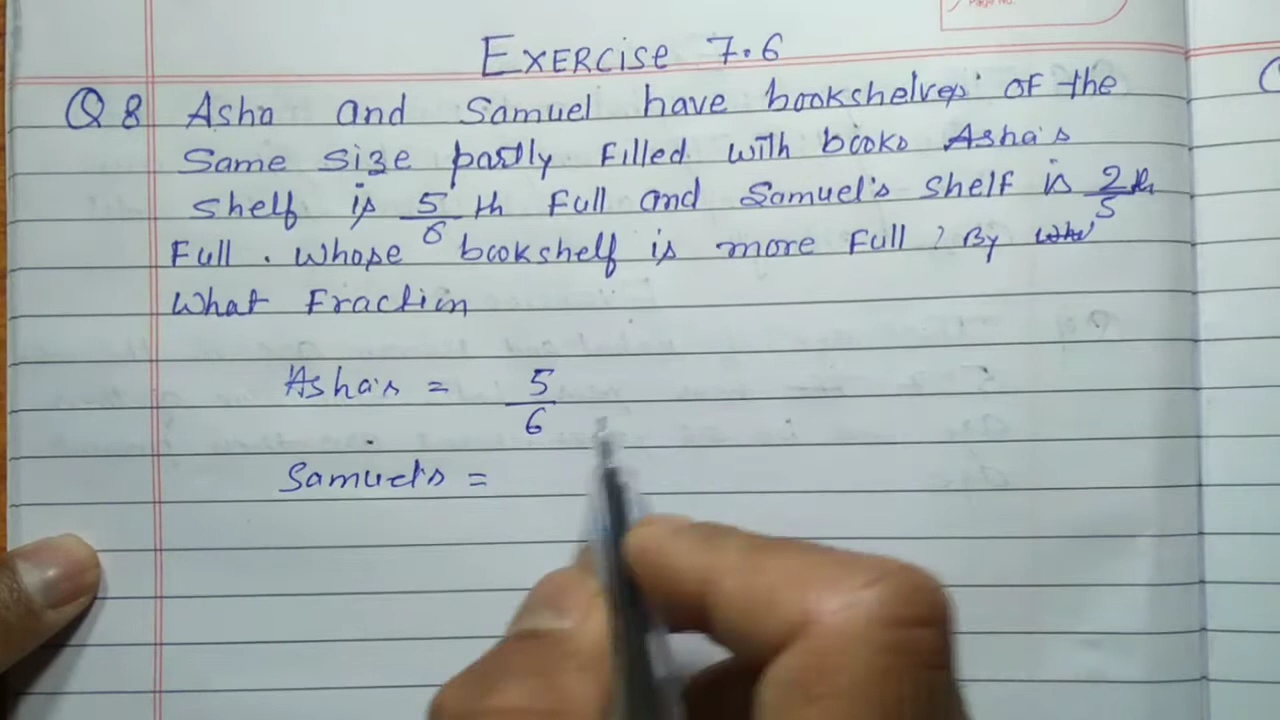 Page No.
EXERCISE 7.6
Q 8 Asha and Samuel have bookshelves of the
Same size partly filled with books Asha's
Shelf is 5/6 th Full and Samuel's Shelf is 2/5 th
Full. Whose bookshelf is more Full? By
What Fraction
Asha's = 5/6
Samuel's =